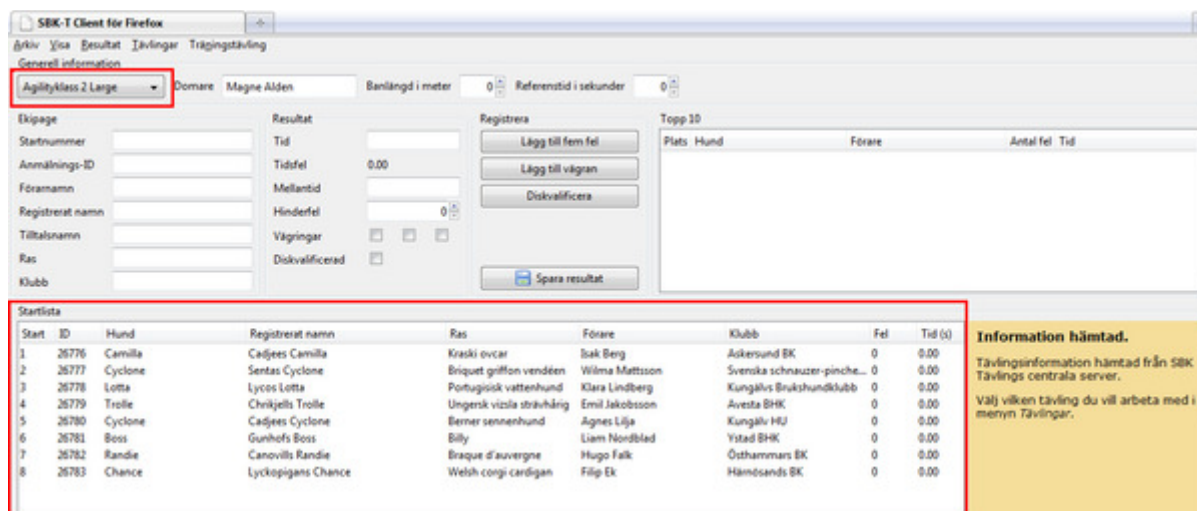 SBK-T Client för Firefox
Arkiv Visa Resultat Tävlingar Träningstävling
Generell information
Agilityklass 2 Large Domare Magne Alden Banlängd i meter 0 Referenstid i sekunder 0
Ekipage Resultat Registrera Topp 10
Startnummer Tid Lägg till fem fel Plats Hund Förare Antal fel Tid
Anmälnings-ID Tidsfel 0.00 Lägg till vägran
Förarnamn Mellantid Diskvalificera
Registrerat namn Hinderfel 0
Tilltalsnamn Vägringar
Ras Diskvalificerad
Klubb Spara resultat
Startlista
Start ID Hund Registrerat namn Ras Förare Klubb Fel Tid (s)
1 26776 Camilla Cadjees Camilla Kraski ovcar Isak Berg Askersund BK 0 0.00
2 26777 Cyclone Sentas Cyclone Briquet griffon vendéen Wilma Mattsson Svenska schnauzer-pinche... 0 0.00
3 26778 Lotta Lycos Lotta Portugisisk vattenhund Klara Lindberg Kungälvs Brukshundklubb 0 0.00
4 26779 Trolle Chrikjells Trolle Ungersk vizsla strävhårig Emil Jakobsson Avesta BHK 0 0.00
5 26780 Cyclone Cadjees Cyclone Berner sennenhund Agnes Lilja Kungälv HU 0 0.00
6 26781 Boss Gunhofs Boss Billy Liam Nordblad Ystad BHK 0 0.00
7 26782 Randie Canovills Randie Braque d'auvergne Hugo Falk Östhammars BK 0 0.00
8 26783 Chance Lyckopigans Chance Welsh corgi cardigan Filip Ek Härnösands BK 0 0.00
Information hämtad.
Tävlingsinformation hämtad från SBK
Tävlings centrala server.
Välj vilken tävling du vill arbeta med i
menyn Tävlingar.